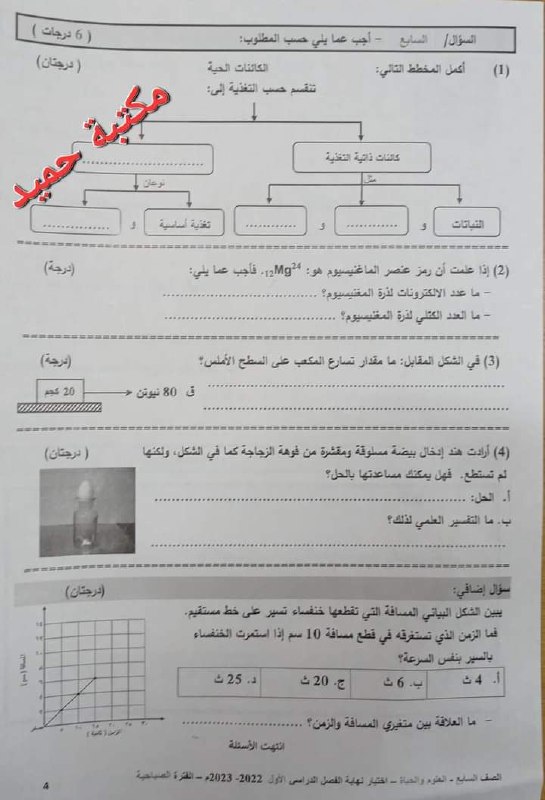 السؤال/ السابع - أجب عما يلي حسب المطلوب: ( 6 درجات )
(1) أكمل المخطط التالي: الكائنات الحية ( درجتان)
تنقسم حسب التغذية إلى:
مكتبة حميد
كائنات ذاتية التغذية ................................
مثل نوعان
النباتات و ............ و ............ تغذية أساسية و ................
(2) إذا علمت أن رمز عنصر الماغنيسيوم هو: ₁₂Mg²⁴. فأجب عما يلي: (درجة)
- ما عدد الالكترونات لذرة المغنيسيوم؟ ................................
- ما العدد الكتلي لذرة المغنيسيوم؟ ................................
(3) في الشكل المقابل: ما مقدار تسارع المكعب على السطح الأملس؟ (درجة)
20 كجم ق 80 نيوتن
(4) أرادت هند إدخال بيضة مسلوقة ومقشرة من فوهة الزجاجة كما في الشكل، ولكنها ( درجتان)
لم تستطع. فهل يمكنك مساعدتها بالحل؟
أ. الحل: ................................
ب. ما التفسير العلمي لذلك؟
سؤال إضافي: (درجتان)
يبين الشكل البياني المسافة التي تقطعها خنفساء تسير على خط مستقيم.
فما الزمن الذي تستغرقه في قطع مسافة 10 سم إذا استمرت الخنفساء
بالسير بنفس السرعة؟
أ. 4 ث ب. 6 ث ج. 20 ث د. 25 ث
الزمن ( ثانية )
- ما العلاقة بين متغيري المسافة والزمن؟ ................................
انتهت الأسئلة
الصف السابع - العلوم والحياة - اختبار نهاية الفصل الدراسي الأول 2022- 2023م - الفترة الصباحية
4